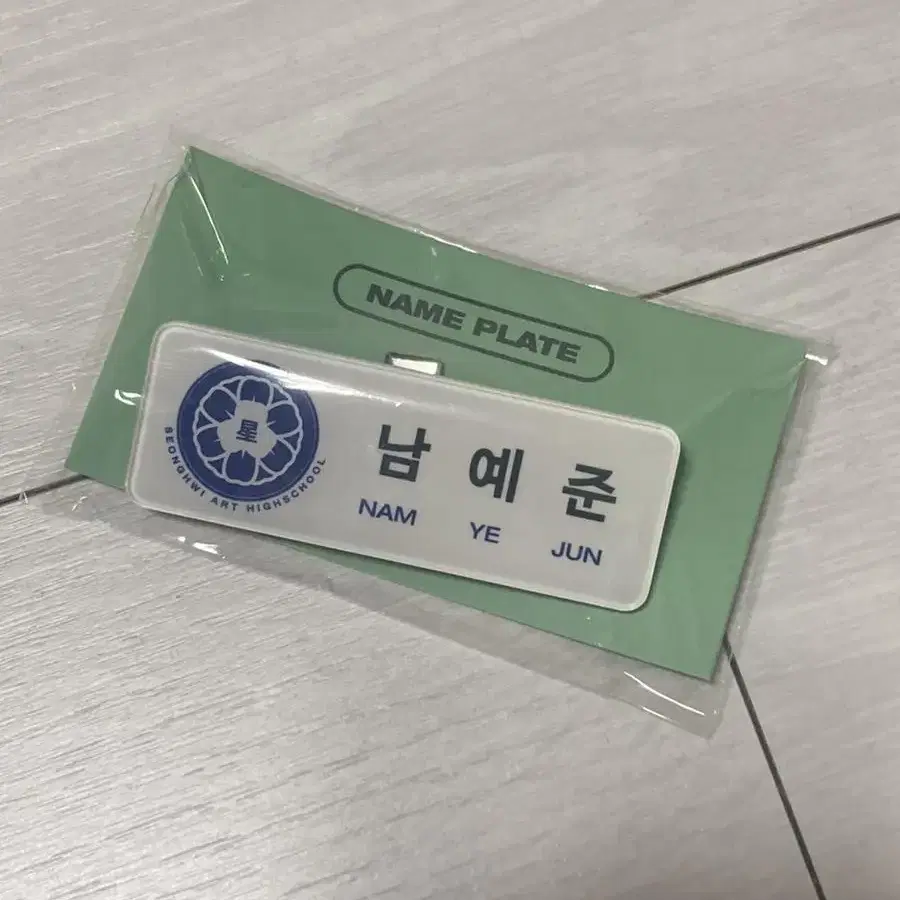 NAME PLATE
星
SEONGHWI ART HIGHSCHOOL
남 예 준
NAM YE JUN